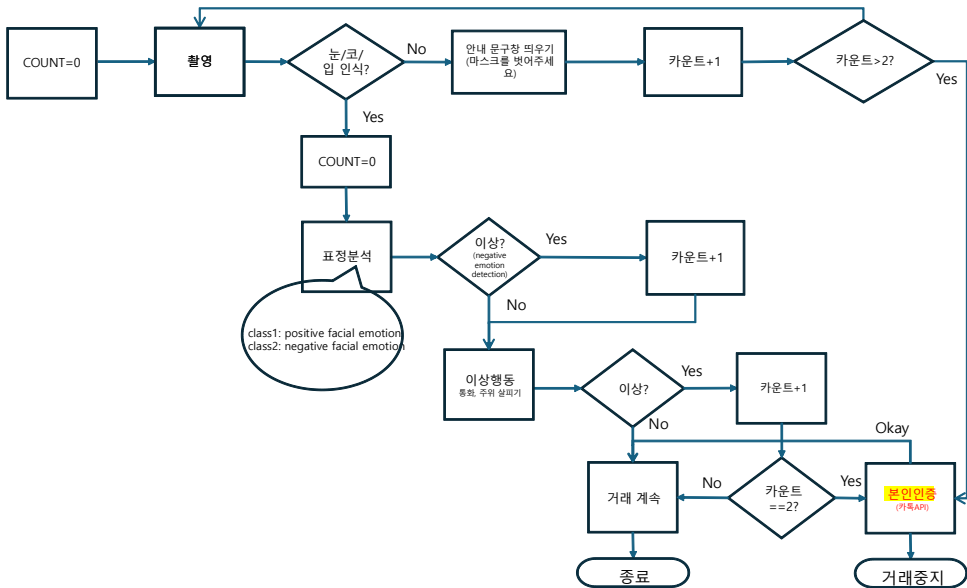 COUNT=0
촬영
눈/코/
입 인식?
No
안내 문구창 띄우기
(마스크를 벗어주세
요)
카운트+1
카운트>2?
Yes
Yes
COUNT=0
표정분석
이상?
(negative
emotion
detection)
Yes
카운트+1
No
class1: positive facial emotion
class2: negative facial emotion
이상행동
통화, 주위 살피기
이상?
Yes
카운트+1
No
Okay
거래 계속
No
카운트
==2?
Yes
본인인증
(카톡API)
종료
거래중지